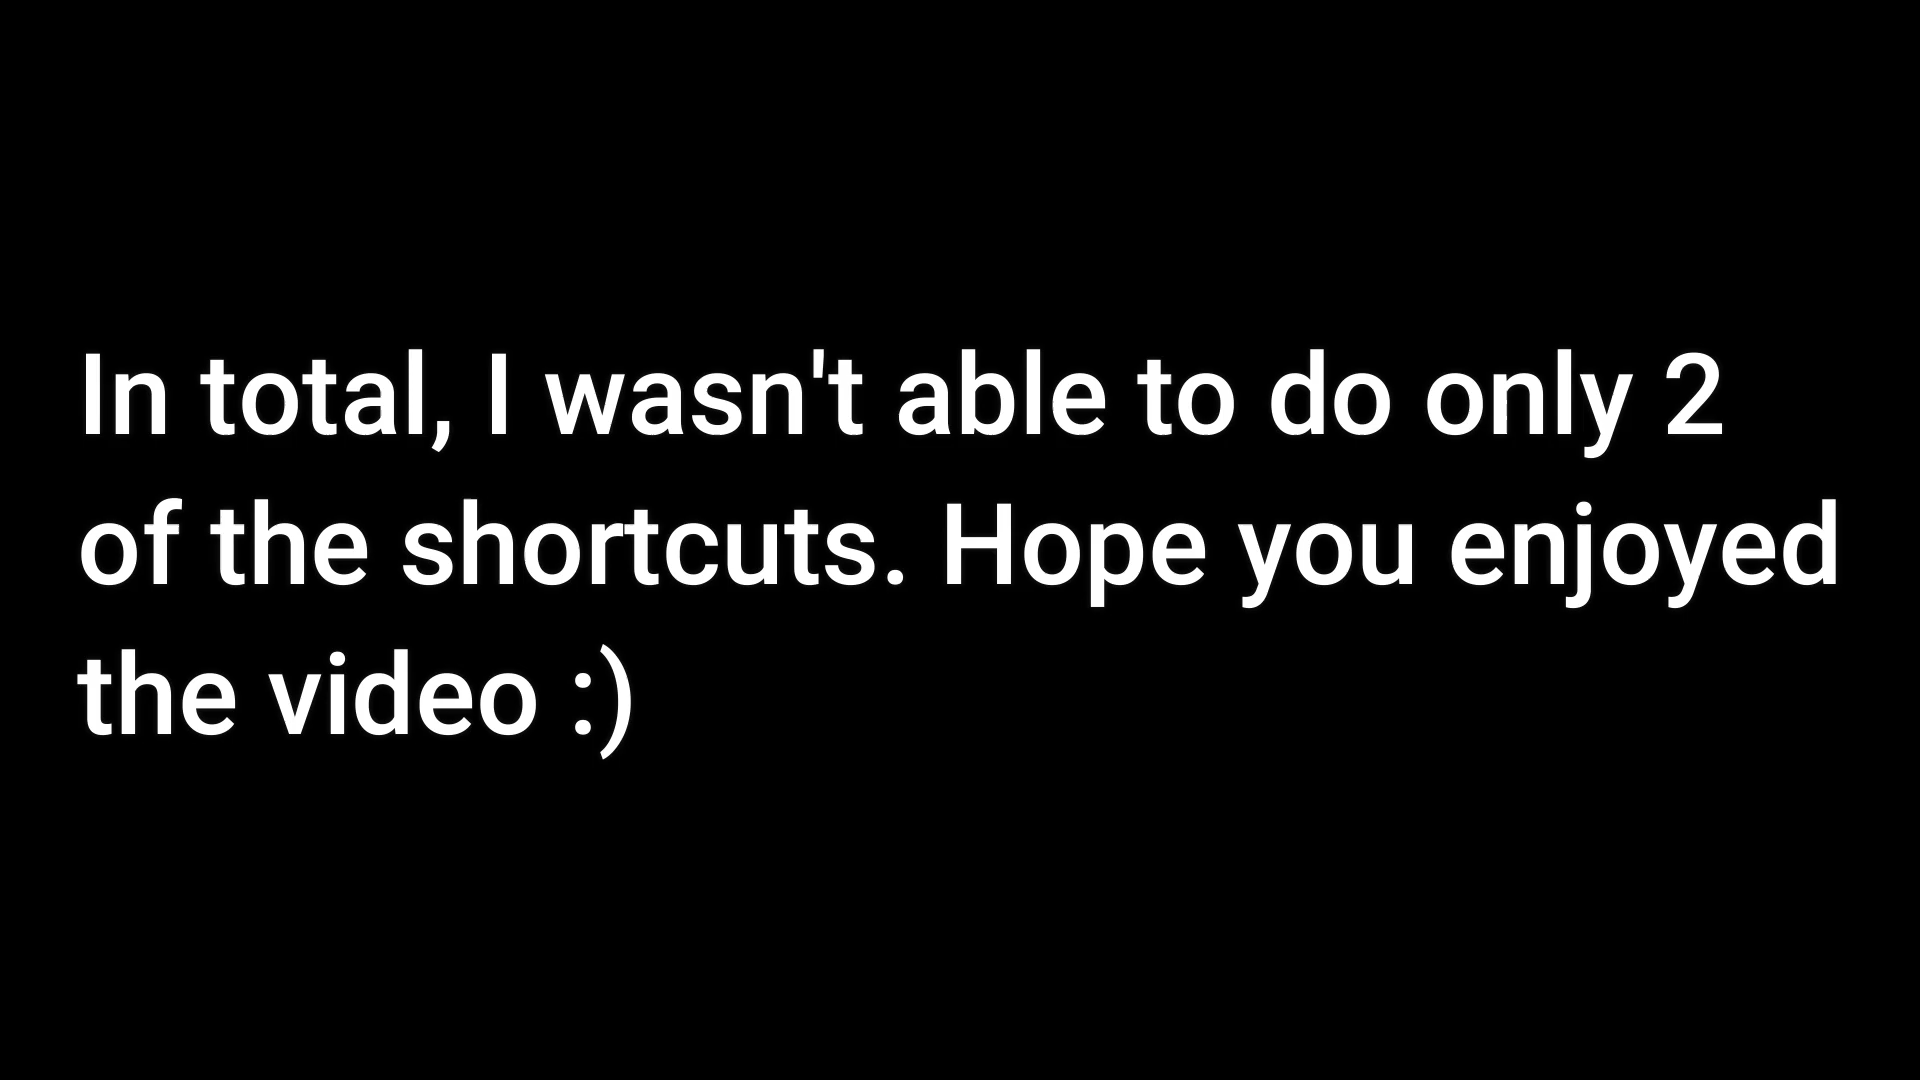 In total, I wasn't able to do only 2
of the shortcuts. Hope you enjoyed
the video :)